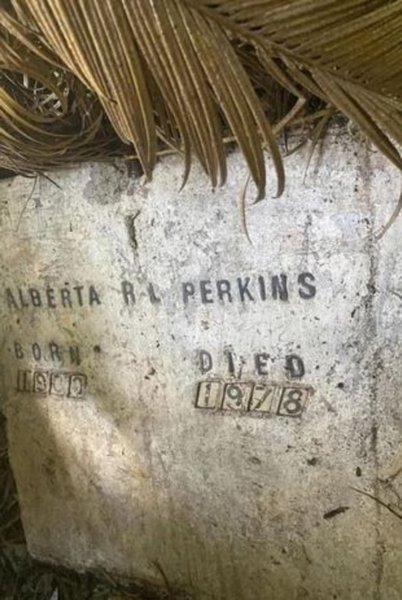 ALBERTA R L PERKINS
BORN DIED
1978